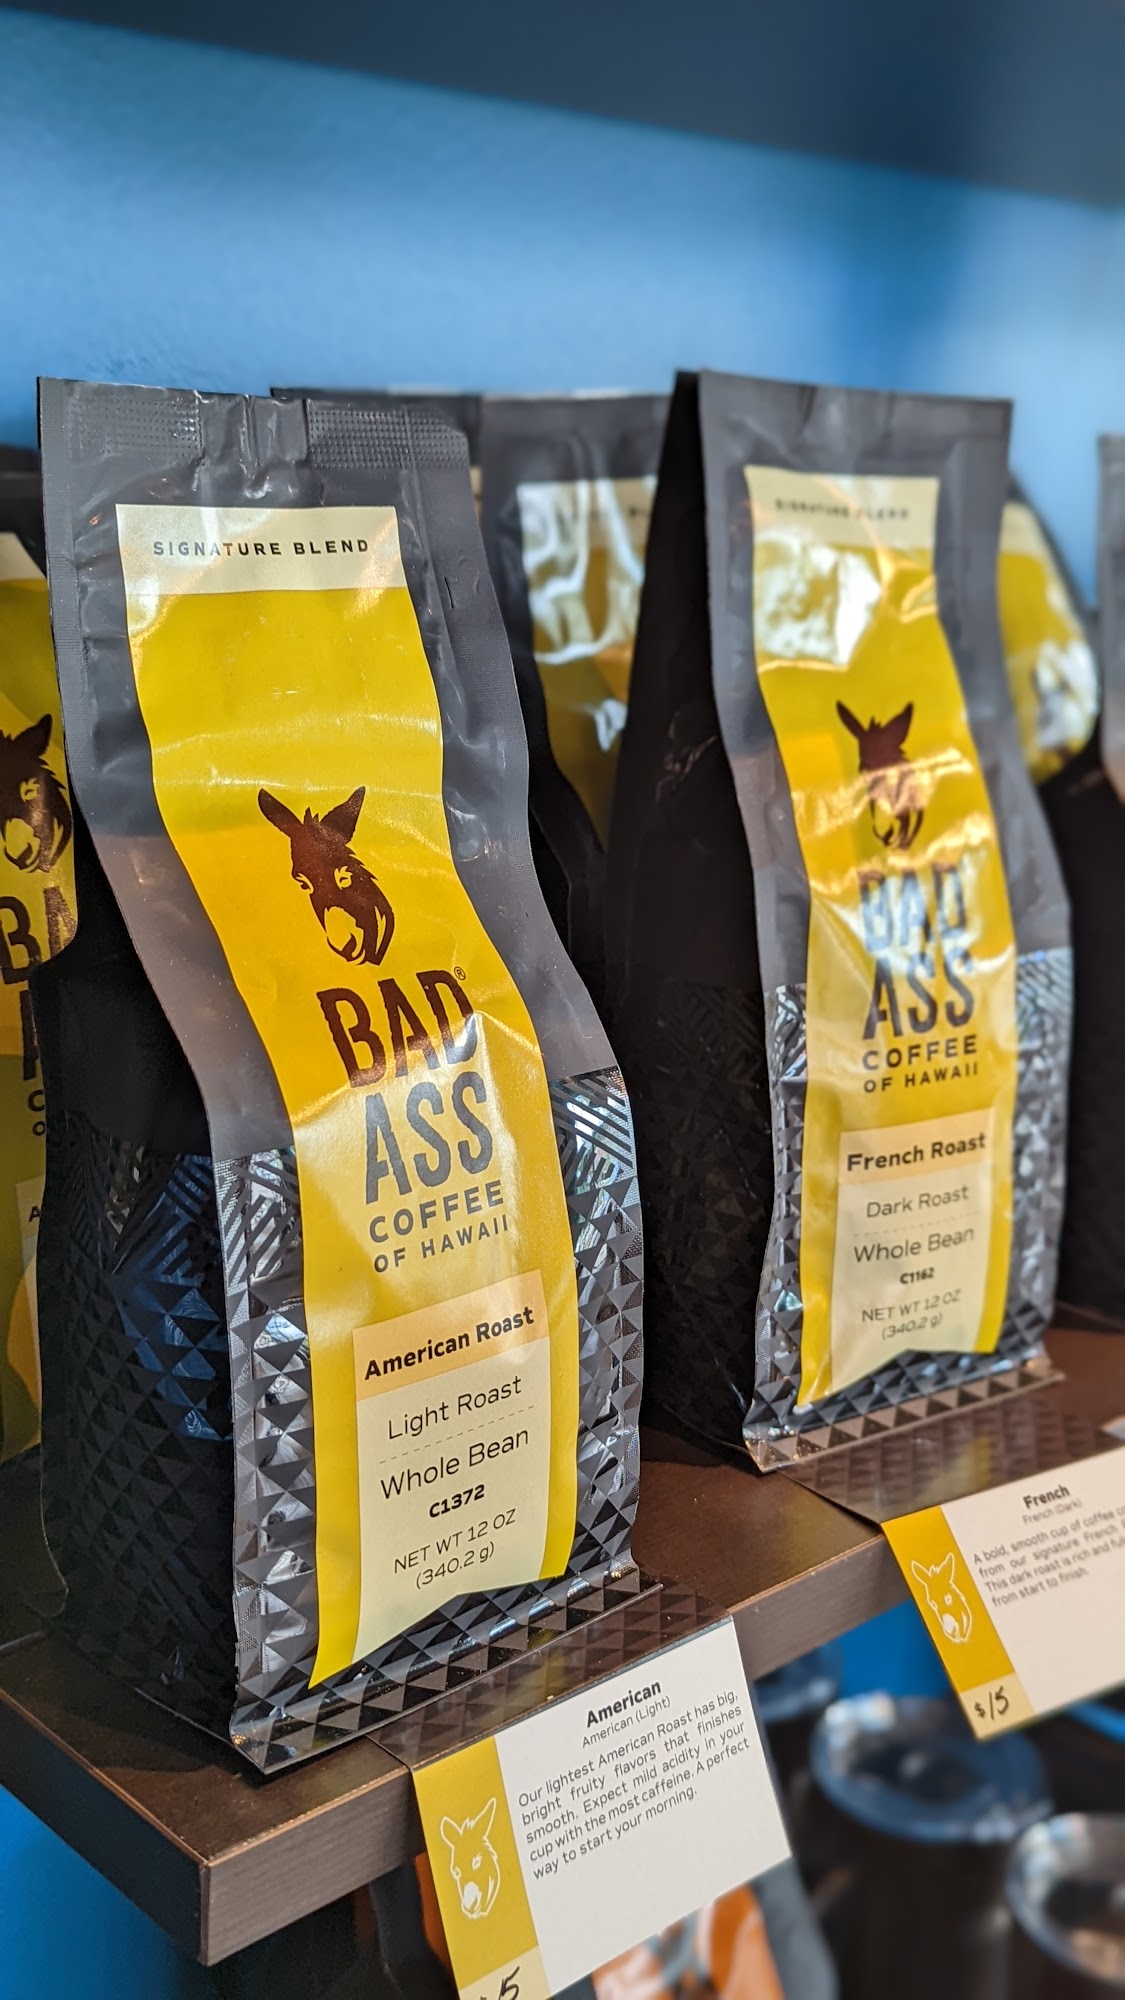 SIGNATURE BLEND
BAD®
ASS
COFFEE
OF HAWAII
American Roast
Light Roast
Whole Bean
C1372
NET WT 12 OZ
(340.2 g)
SIGNATURE BLEND
BAD
ASS
COFFEE
OF HAWAII
French Roast
Dark Roast
Whole Bean
C1162
NET WT 12 OZ
(340.2 g)
American
American (Light)
Our lightest American Roast has big,
bright fruity flavors that finishes
smooth. Expect mild acidity in your
cup with the most caffeine. A perfect
way to start your morning.
French
French (Dark)
A bold, smooth cup of coffee
from our signature French
This dark roast is rich and
from start to finish.
$15